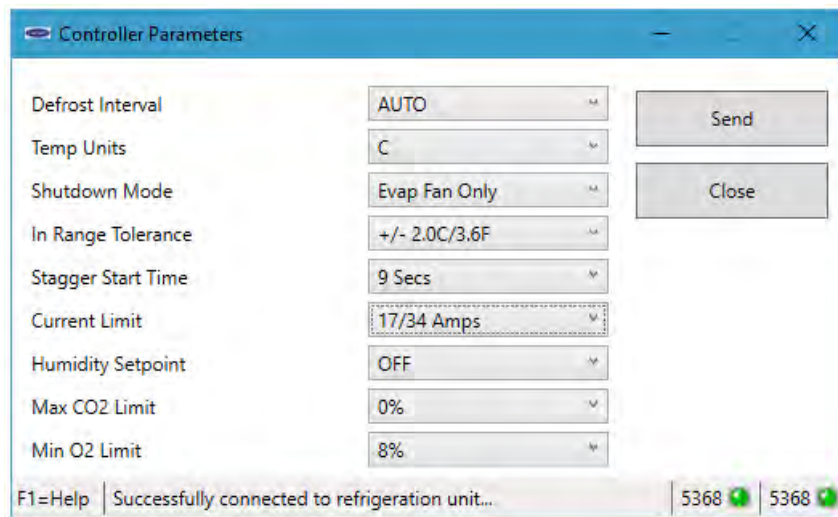 Controller Parameters
Defrost Interval AUTO
Send
Temp Units C
Shutdown Mode Evap Fan Only
Close
In Range Tolerance +/- 2.0C/3.6F
Stagger Start Time 9 Secs
Current Limit 17/34 Amps
Humidity Setpoint OFF
Max CO2 Limit 0%
Min O2 Limit 8%
F1=Help Successfully connected to refrigeration unit... 5368 5368